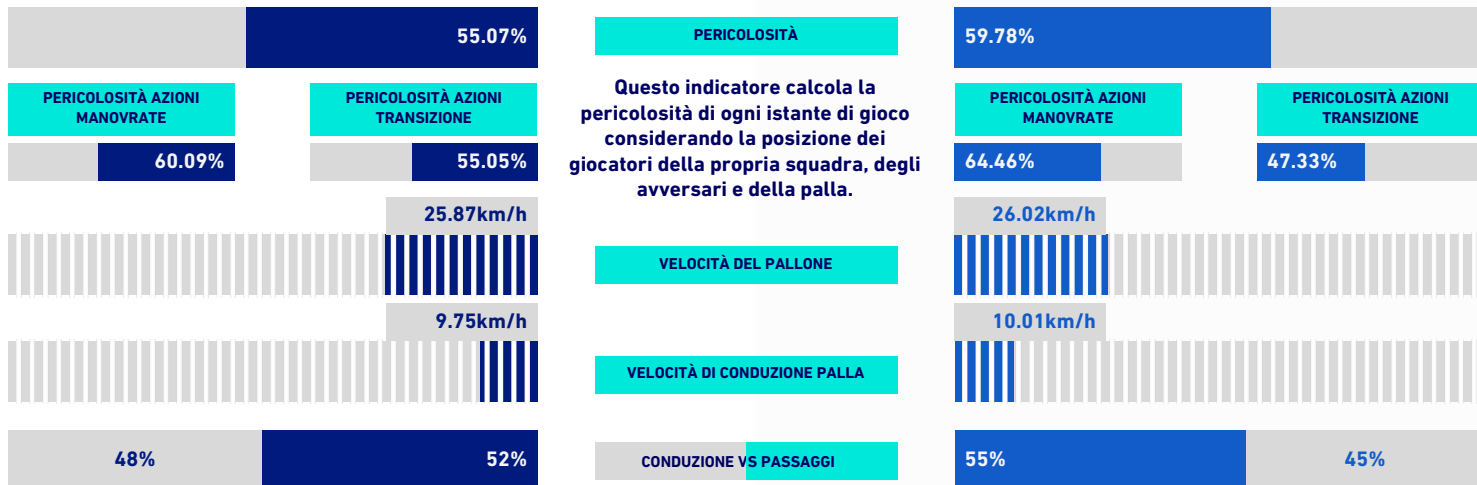 55.07%
PERICOLOSITÀ
59.78%
PERICOLOSITÀ AZIONI
MANOVRATE
PERICOLOSITÀ AZIONI
TRANSIZIONE
60.09%
55.05%
Questo indicatore calcola la
pericolosità di ogni istante di gioco
considerando la posizione dei
giocatori della propria squadra, degli
avversari e della palla.
PERICOLOSITÀ AZIONI
MANOVRATE
PERICOLOSITÀ AZIONI
TRANSIZIONE
64.46%
47.33%
25.87km/h
VELOCITÀ DEL PALLONE
26.02km/h
9.75km/h
VELOCITÀ DI CONDUZIONE PALLA
10.01km/h
48%
52%
CONDUZIONE VS PASSAGGI
55%
45%